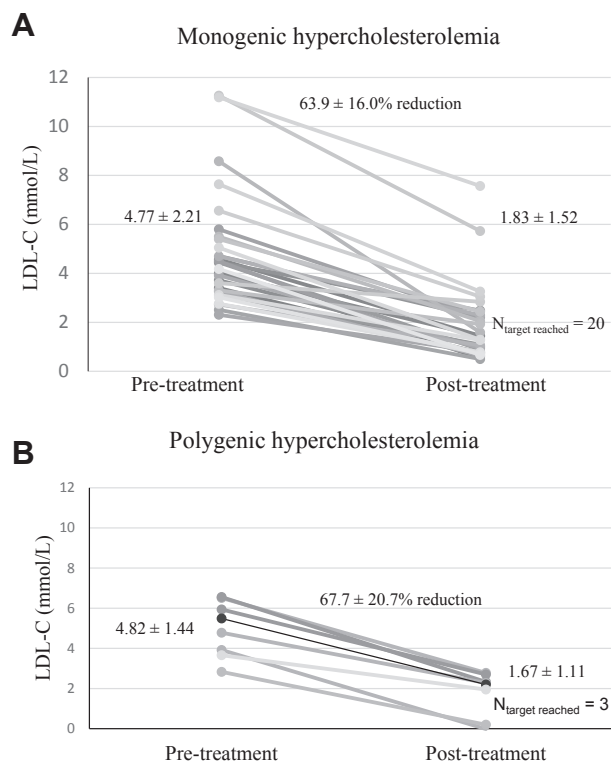 A
Monogenic hypercholesterolemia
LDL-C (mmol/L)
12
10
8
6
4
2
0
63.9 ± 16.0% reduction
4.77 ± 2.21
1.83 ± 1.52
N target reached = 20
Pre-treatment
Post-treatment
B
Polygenic hypercholesterolemia
LDL-C (mmol/L)
12
10
8
6
4
2
0
67.7 ± 20.7% reduction
4.82 ± 1.44
1.67 ± 1.11
N target reached = 3
Pre-treatment
Post-treatment